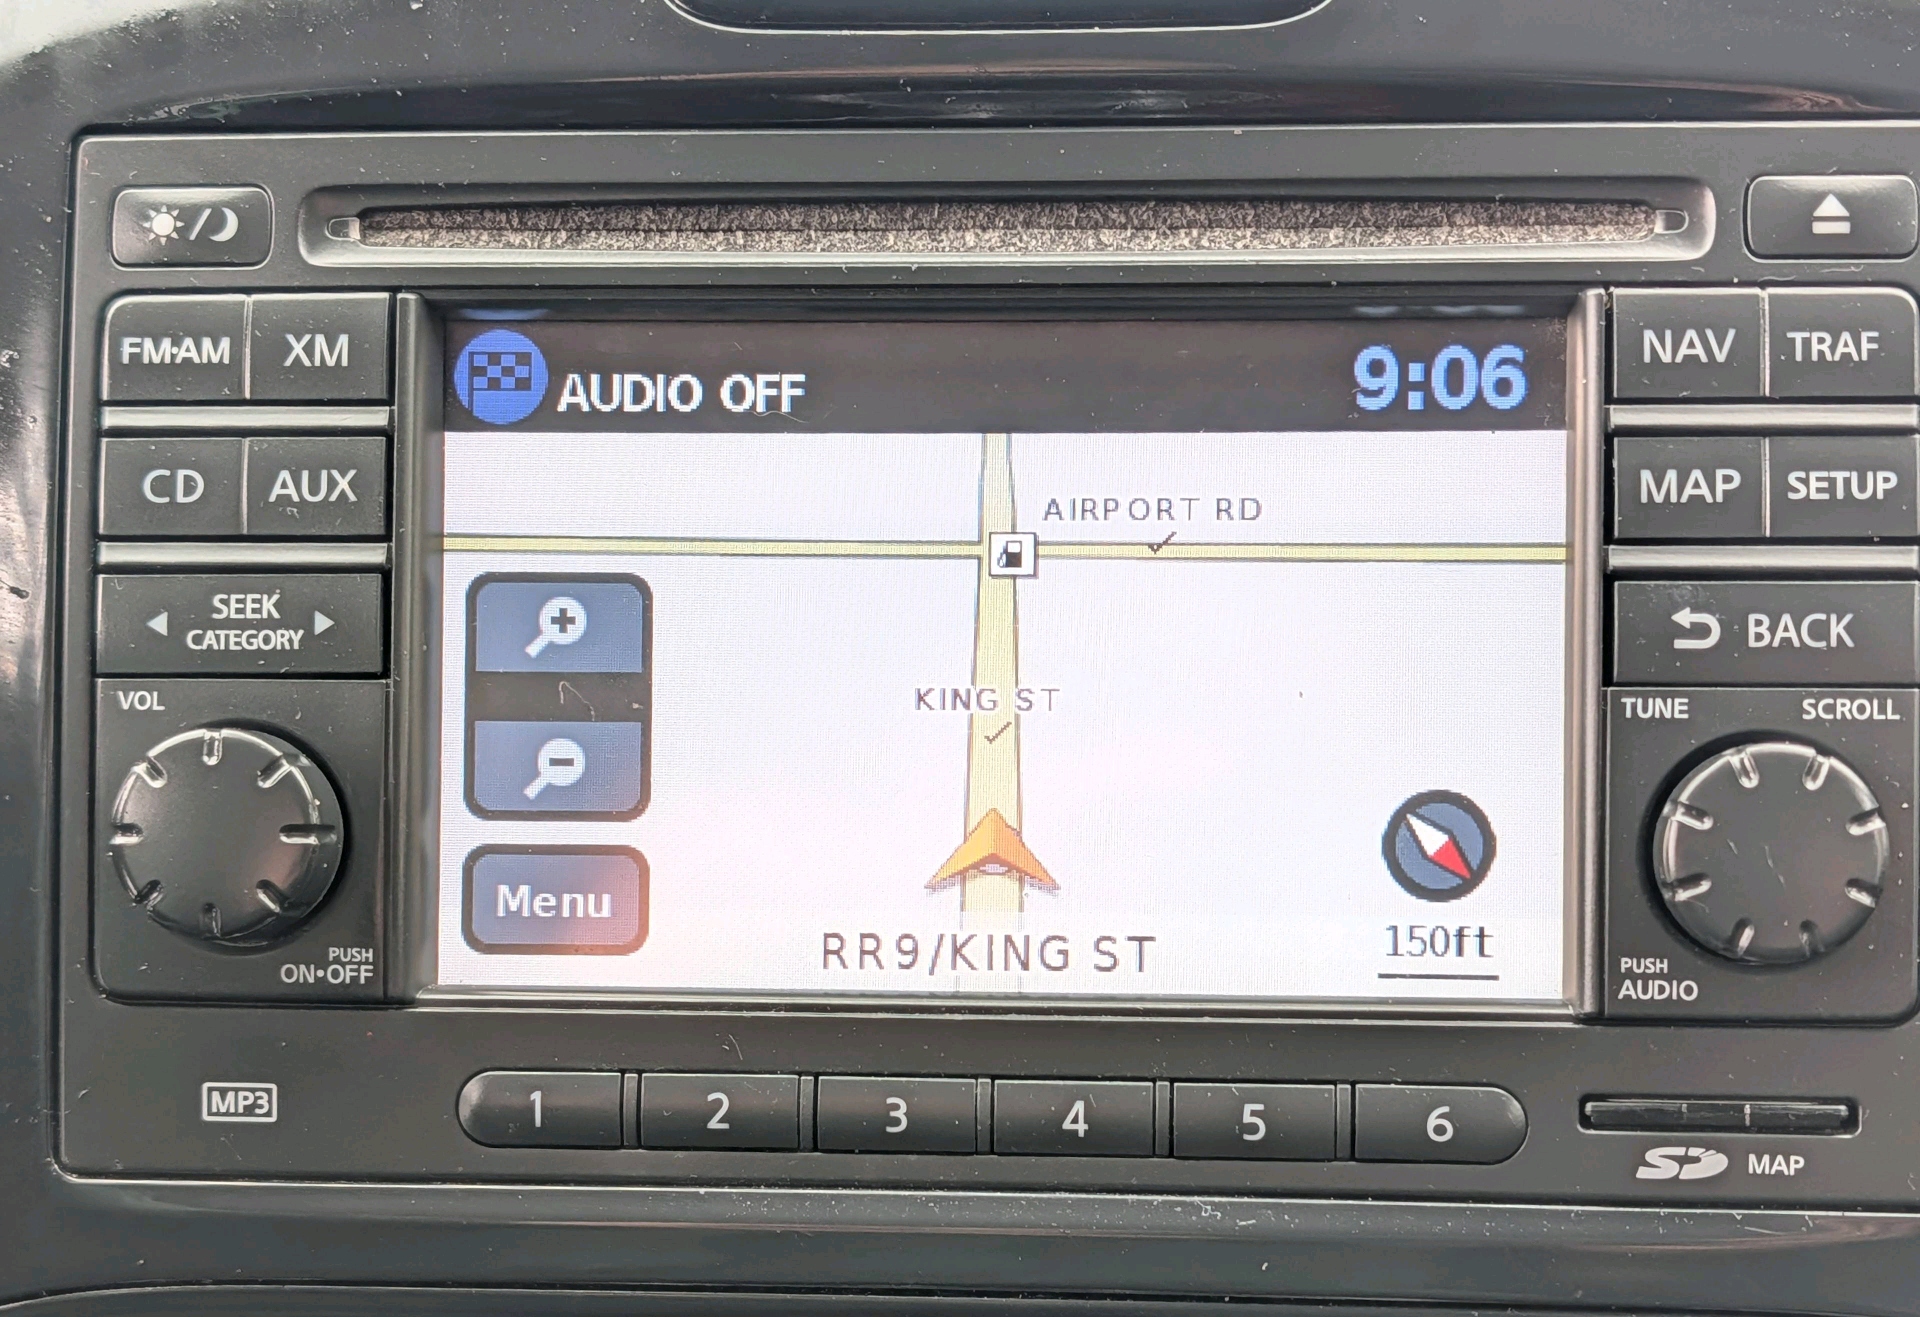 FM·AM XM
AUDIO OFF 9:06
NAV TRAF
CD AUX
AIRPORT RD
MAP SETUP
SEEK
CATEGORY
BACK
VOL
KING ST
TUNE SCROLL
Menu
RR9/KING ST
150ft
PUSH
ON•OFF
PUSH
AUDIO
MP3
1 2 3 4 5 6
SD MAP